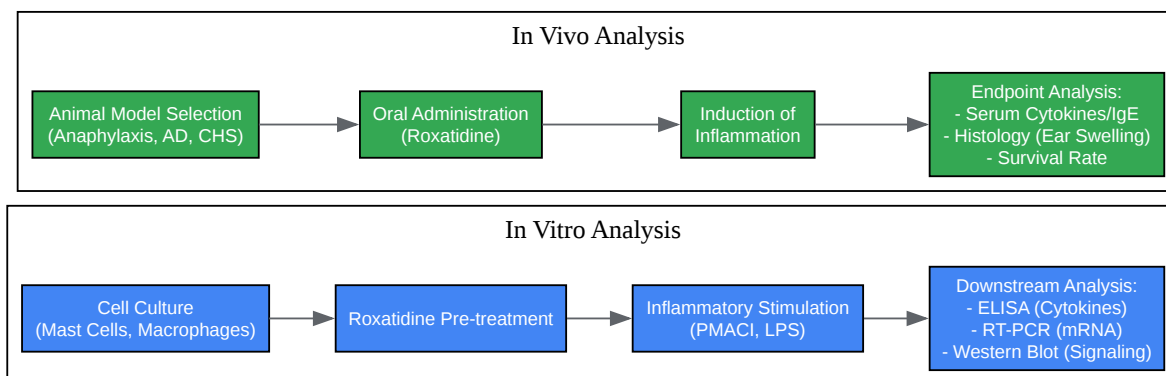 In Vivo Analysis
Animal Model Selection
(Anaphylaxis, AD, CHS)
Oral Administration
(Roxatidine)
Induction of
Inflammation
Endpoint Analysis:
- Serum Cytokines/IgE
- Histology (Ear Swelling)
- Survival Rate
In Vitro Analysis
Cell Culture
(Mast Cells, Macrophages)
Roxatidine Pre-treatment
Inflammatory Stimulation
(PMACI, LPS)
Downstream Analysis:
- ELISA (Cytokines)
- RT-PCR (mRNA)
- Western Blot (Signaling)